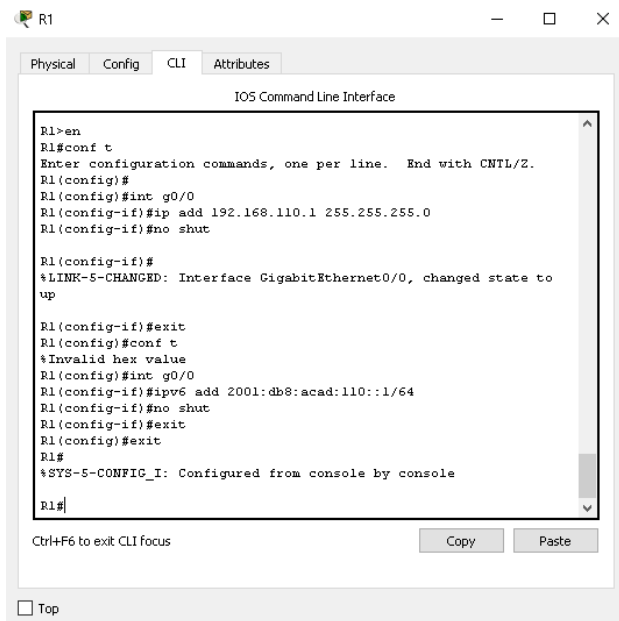 R1
Physical Config CLI Attributes
IOS Command Line Interface
R1>en
R1#conf t
Enter configuration commands, one per line.  End with CNTL/Z.
R1(config)#
R1(config)#int g0/0
R1(config-if)#ip add 192.168.110.1 255.255.255.0
R1(config-if)#no shut
R1(config-if)#
%LINK-5-CHANGED: Interface GigabitEthernet0/0, changed state to
up
R1(config-if)#exit
R1(config)#conf t
%Invalid hex value
R1(config)#int g0/0
R1(config-if)#ipv6 add 2001:db8:acad:110::1/64
R1(config-if)#no shut
R1(config-if)#exit
R1(config)#exit
R1#
%SYS-5-CONFIG_I: Configured from console by console
R1#
Ctrl+F6 to exit CLI focus
Copy Paste
Top